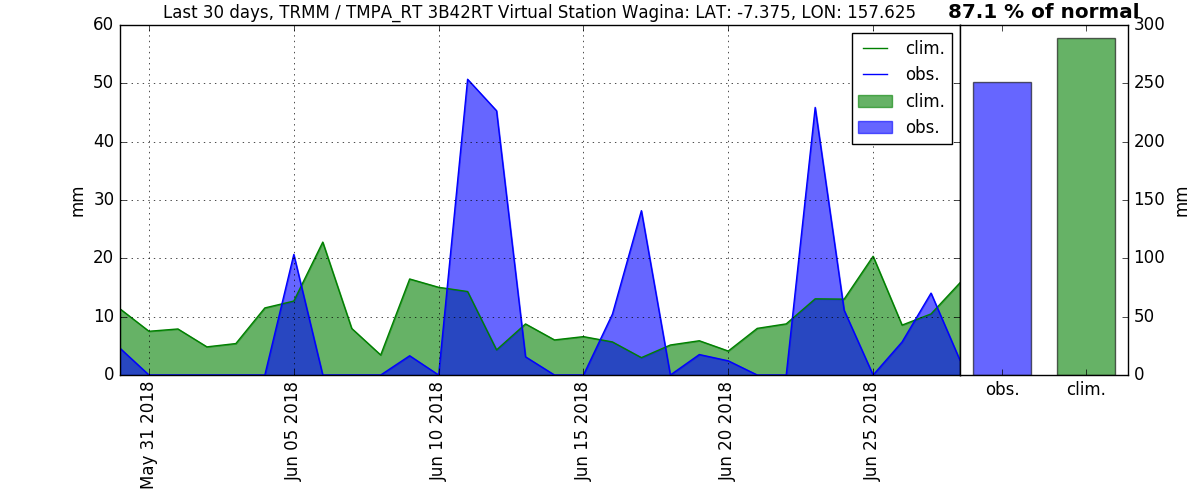 Last 30 days, TRMM / TMPA_RT 3B42RT Virtual Station Wagina: LAT: -7.375, LON: 157.625
87.1 % of normal
60
50
40
30
20
10
0
mm
clim.
obs.
clim.
obs.
May 31 2018
Jun 05 2018
Jun 10 2018
Jun 15 2018
Jun 20 2018
Jun 25 2018
300
250
200
150
100
50
0
mm
obs.
clim.